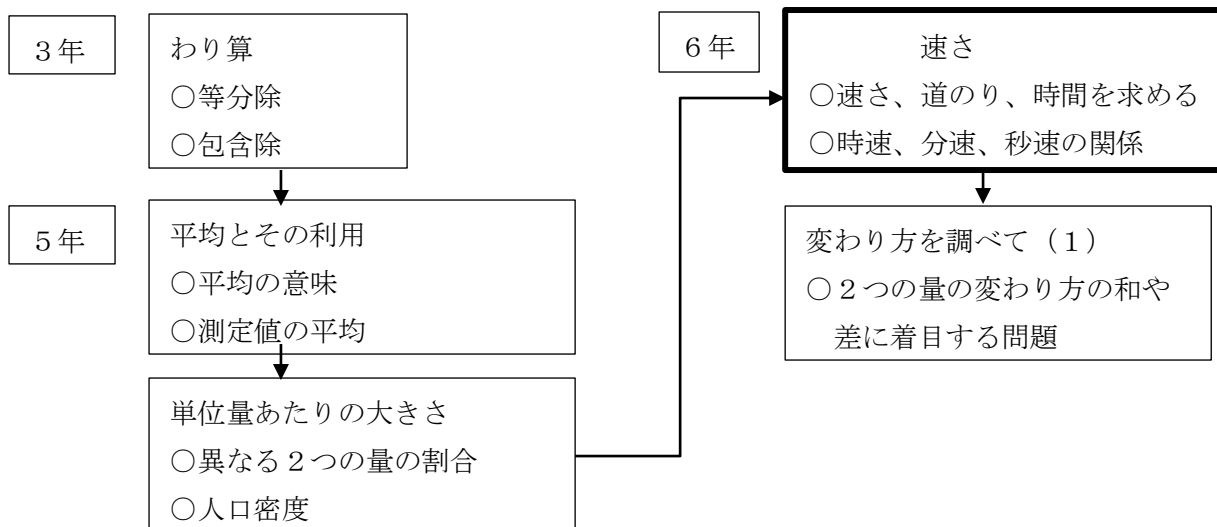 ３年
わり算
○等分除
○包含除
５年
平均とその利用
○平均の意味
○測定値の平均
単位量あたりの大きさ
○異なる２つの量の割合
○人口密度
６年
速さ
○速さ、道のり、時間を求める
○時速、分速、秒速の関係
変わり方を調べて（１）
○２つの量の変わり方の和や
差に着目する問題